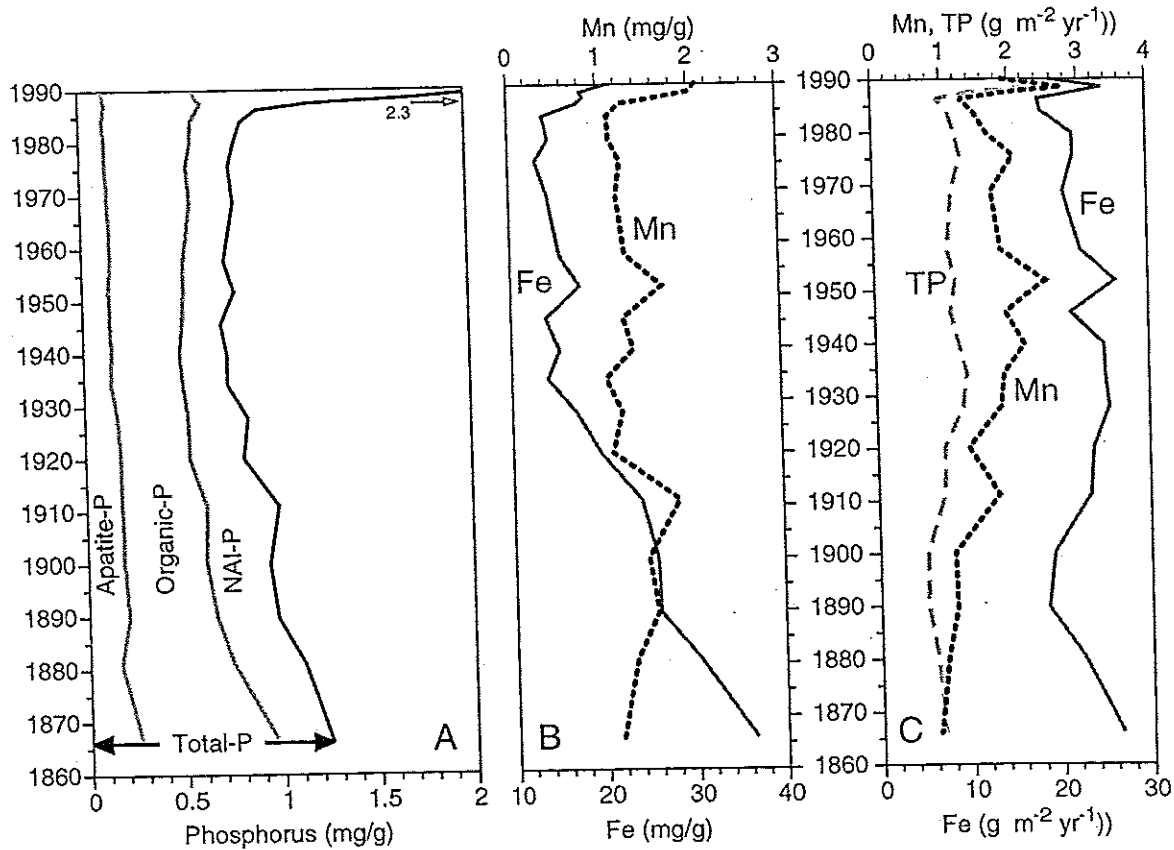 Mn (mg/g)
0 1 2 3
Mn, TP (g m-2 yr-1))
0 1 2 3 4
1990
1980
1970
1960
1950
1940
1930
1920
1910
1900
1890
1880
1870
1860
2.3
Apatite-P
Organic-P
NAI-P
Total-P
A
0 0.5 1 1.5 2
Phosphorus (mg/g)
Fe
Mn
B
10 20 30 40
Fe (mg/g)
1990
1980
1970
1960
1950
1940
1930
1920
1910
1900
1890
1880
1870
1860
TP
Fe
Mn
C
0 10 20 30
Fe (g m-2 yr-1))